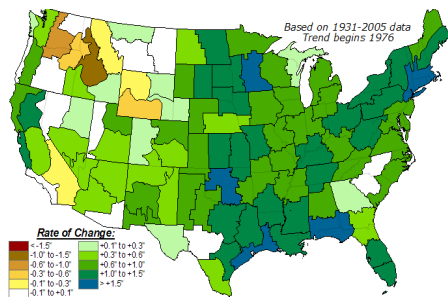 Based on 1931-2005 data
Trend begins 1976
Rate of Change:
< -1.5"
-1.0" to -1.5"
-0.6" to -1.0"
-0.3" to -0.6"
-0.1" to -0.3"
-0.1" to +0.1"
+0.1" to +0.3"
+0.3" to +0.6"
+0.6" to +1.0"
+1.0" to +1.5"
> +1.5"